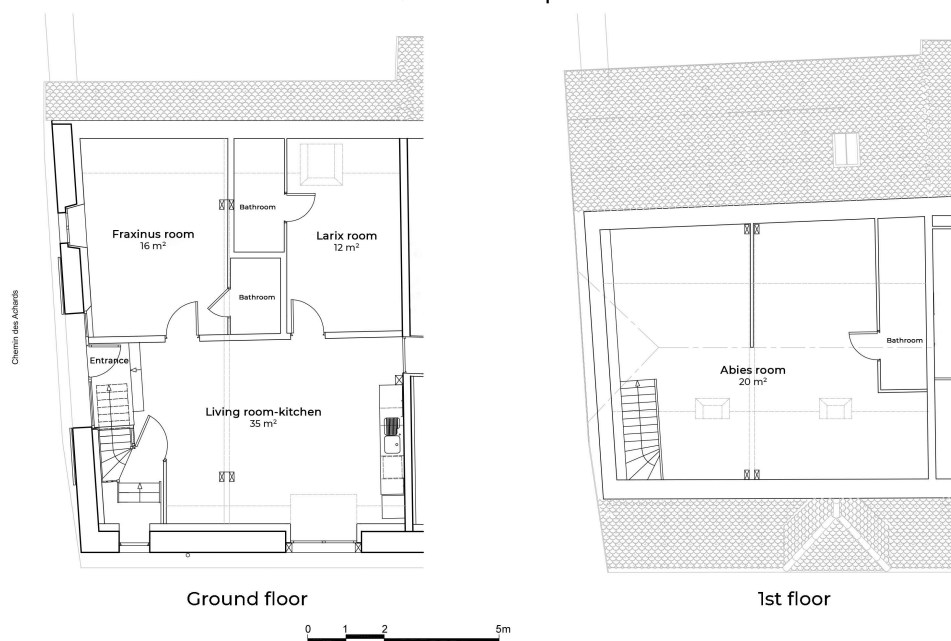 Bathroom
Fraxinus room
16 m²
Larix room
12 m²
Bathroom
Chemin des Achards
Entrance
Living room-kitchen
35 m²
Ground floor
Bathroom
Abies room
20 m²
1st floor
0 1 2 5m